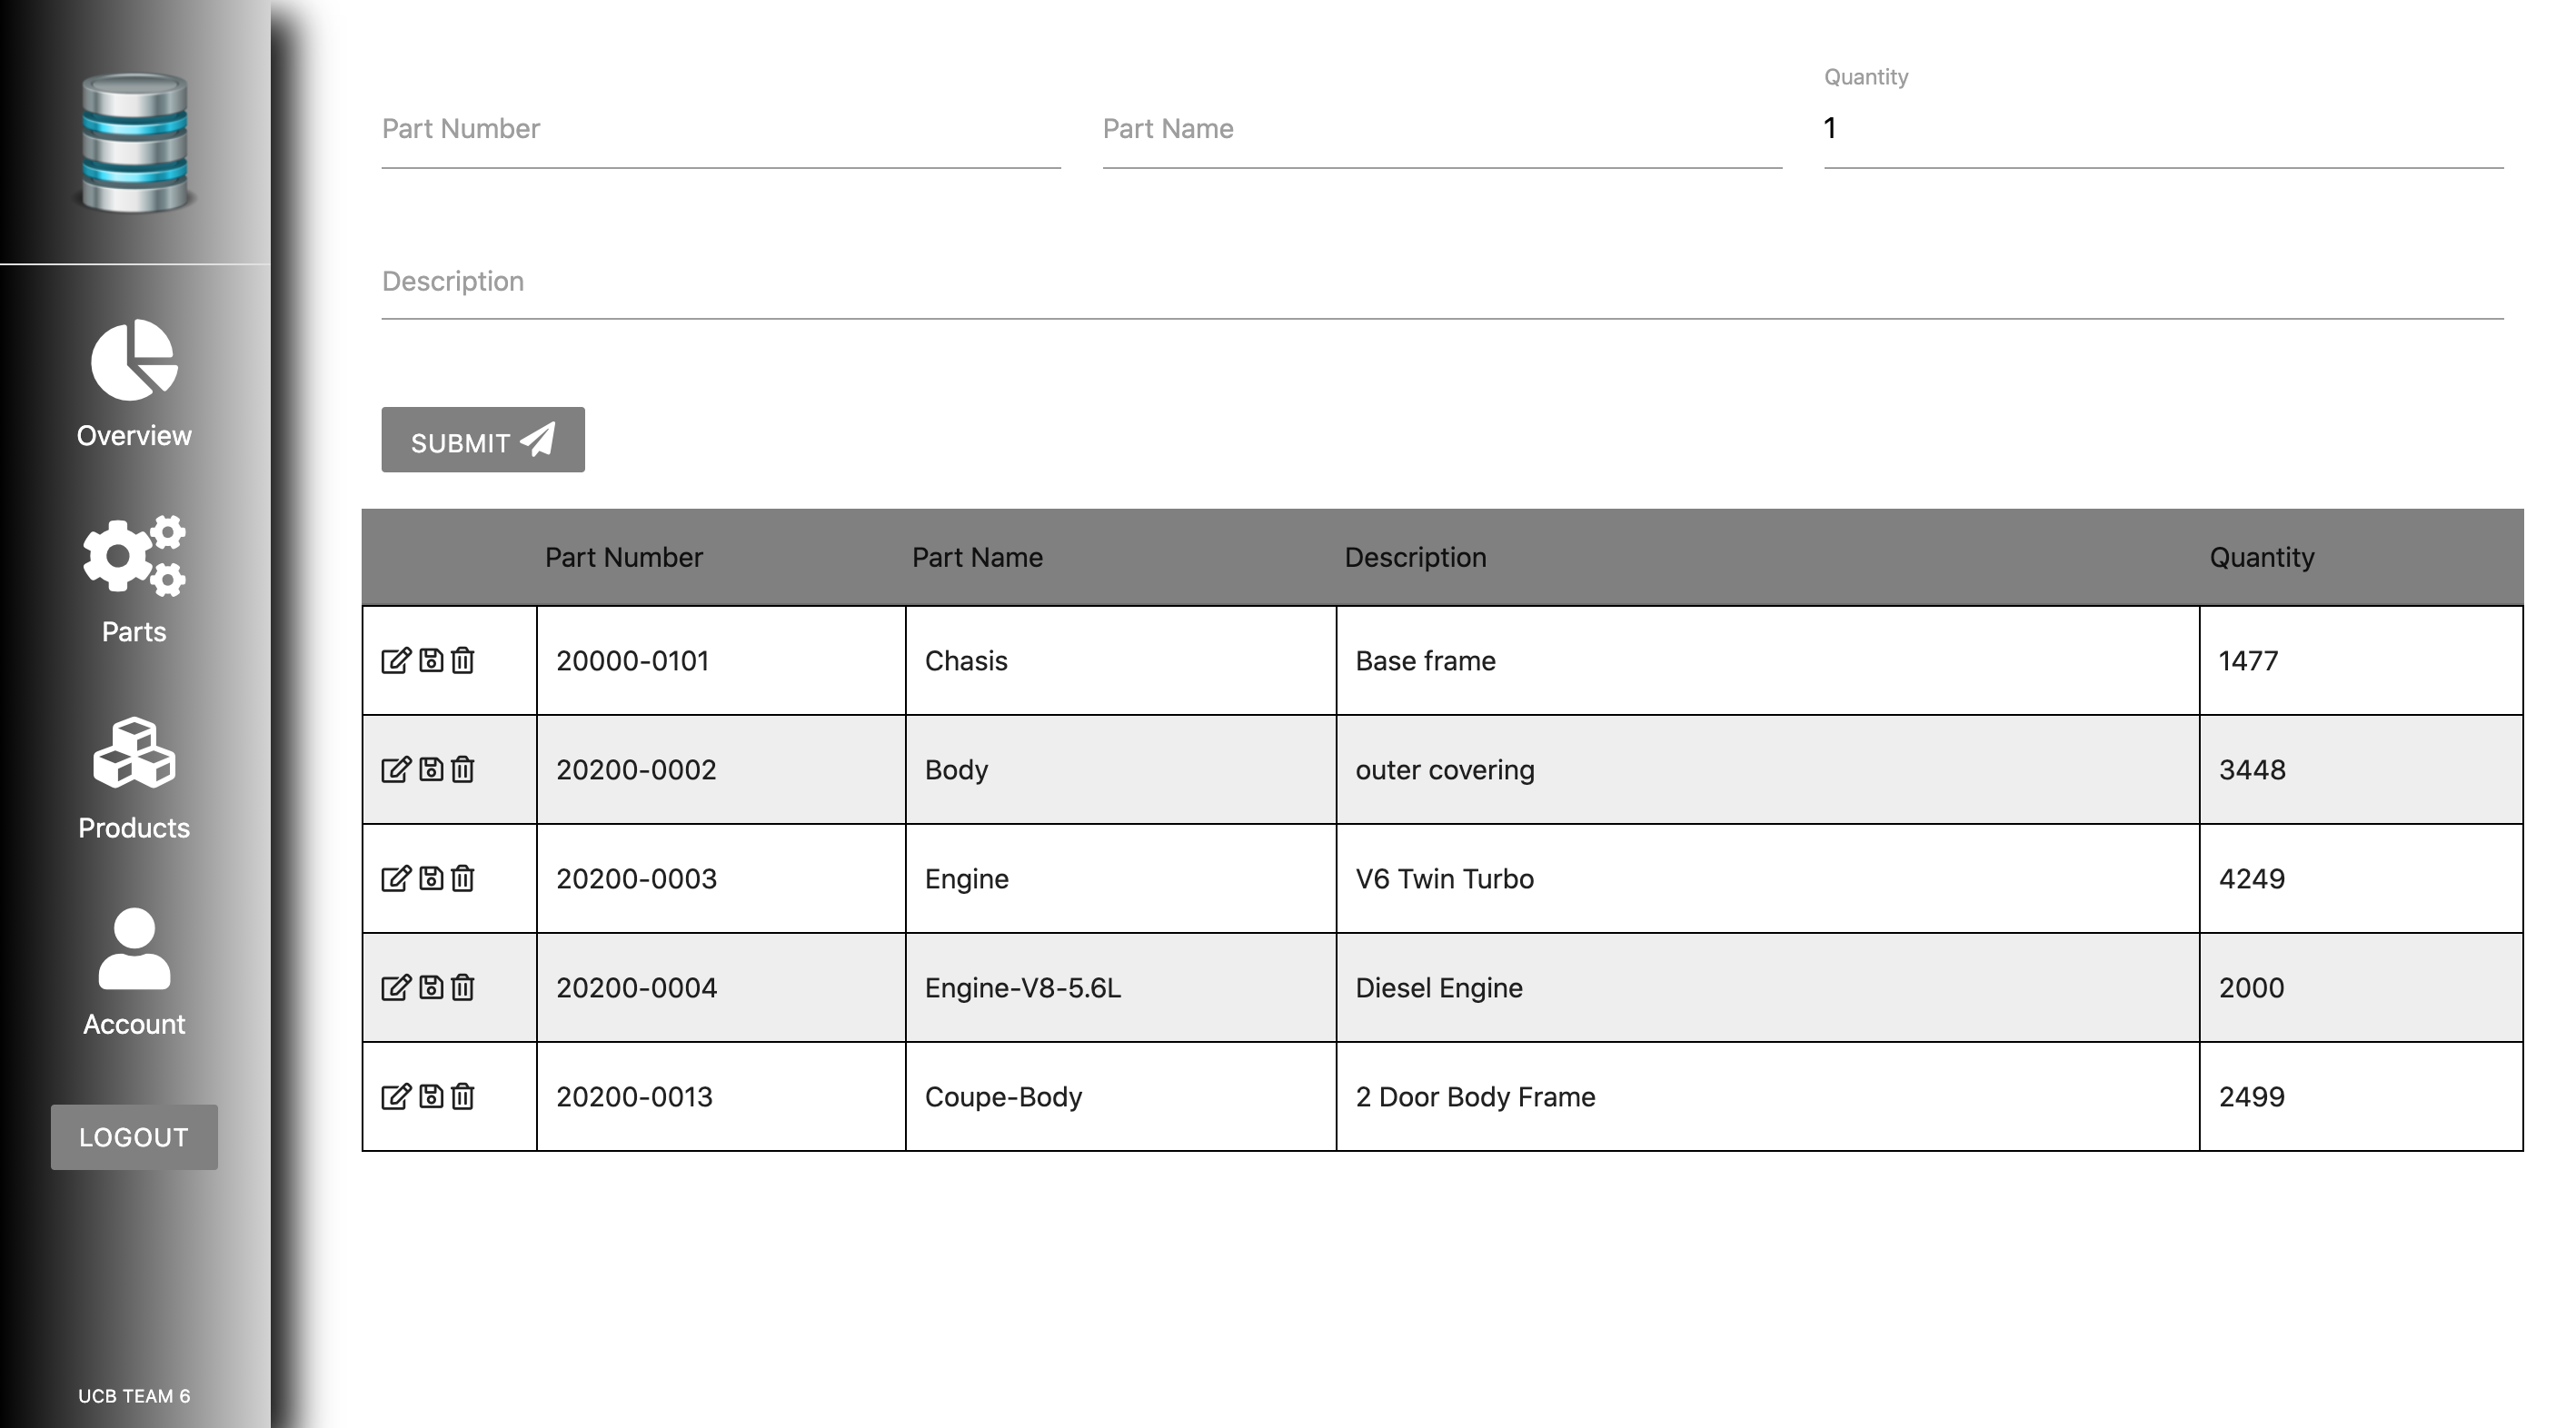 Quantity
Part Number Part Name 1
Description
SUBMIT
Overview
Parts
Products
Account
LOGOUT
UCB TEAM 6
Part Number Part Name Description Quantity
20000-0101 Chasis Base frame 1477
20200-0002 Body outer covering 3448
20200-0003 Engine V6 Twin Turbo 4249
20200-0004 Engine-V8-5.6L Diesel Engine 2000
20200-0013 Coupe-Body 2 Door Body Frame 2499